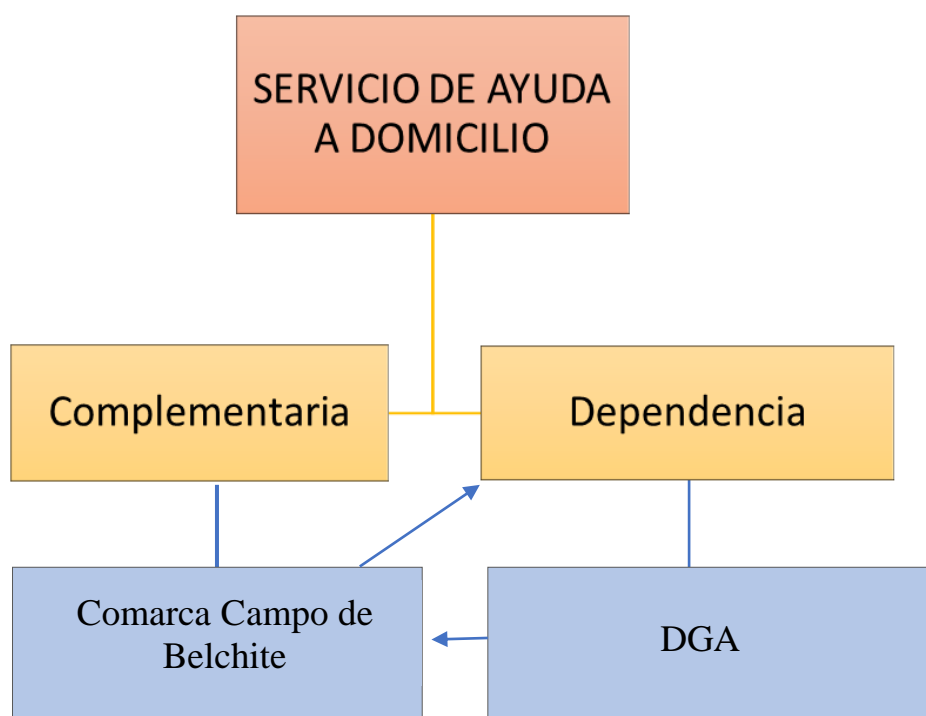 SERVICIO DE AYUDA
A DOMICILIO
Complementaria
Dependencia
Comarca Campo de
Belchite
DGA